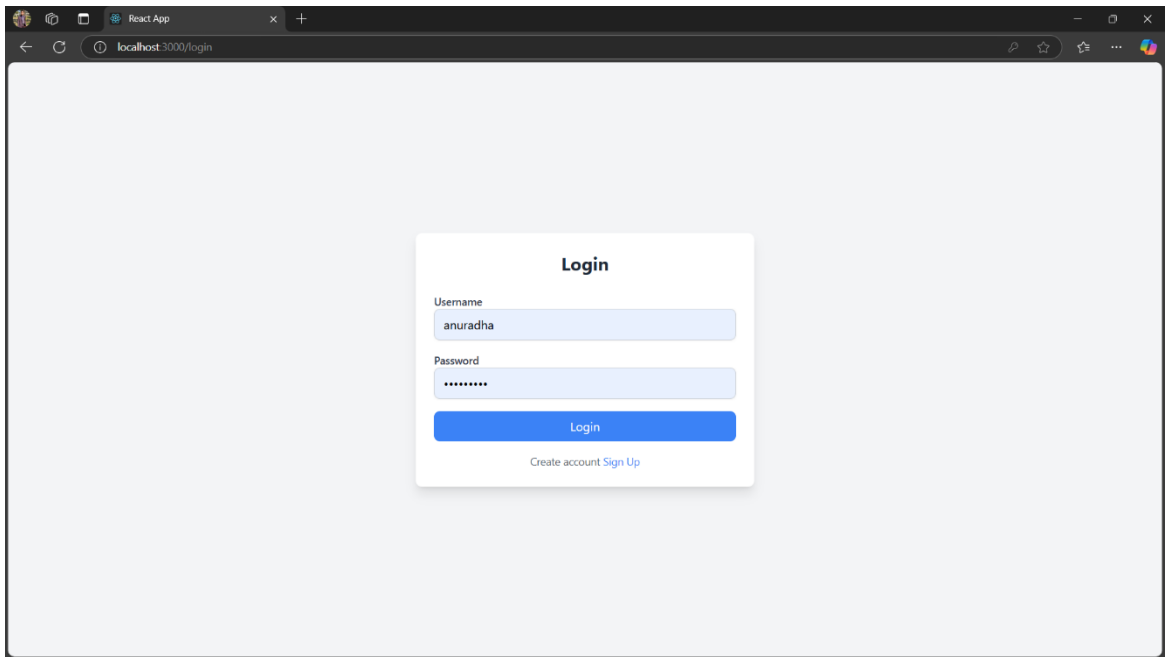 React App
localhost:3000/login
Login
Username
anuradha
Password
•••••••••
Login
Create account Sign Up